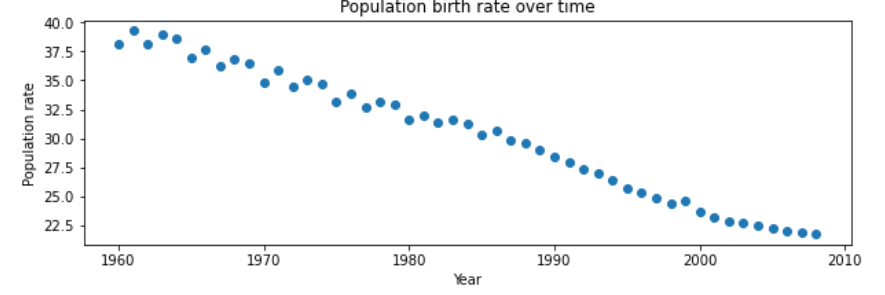 Population birth rate over time
40.0
37.5
35.0
32.5
30.0
27.5
25.0
22.5
Population rate
1960 1970 1980 1990 2000 2010
Year